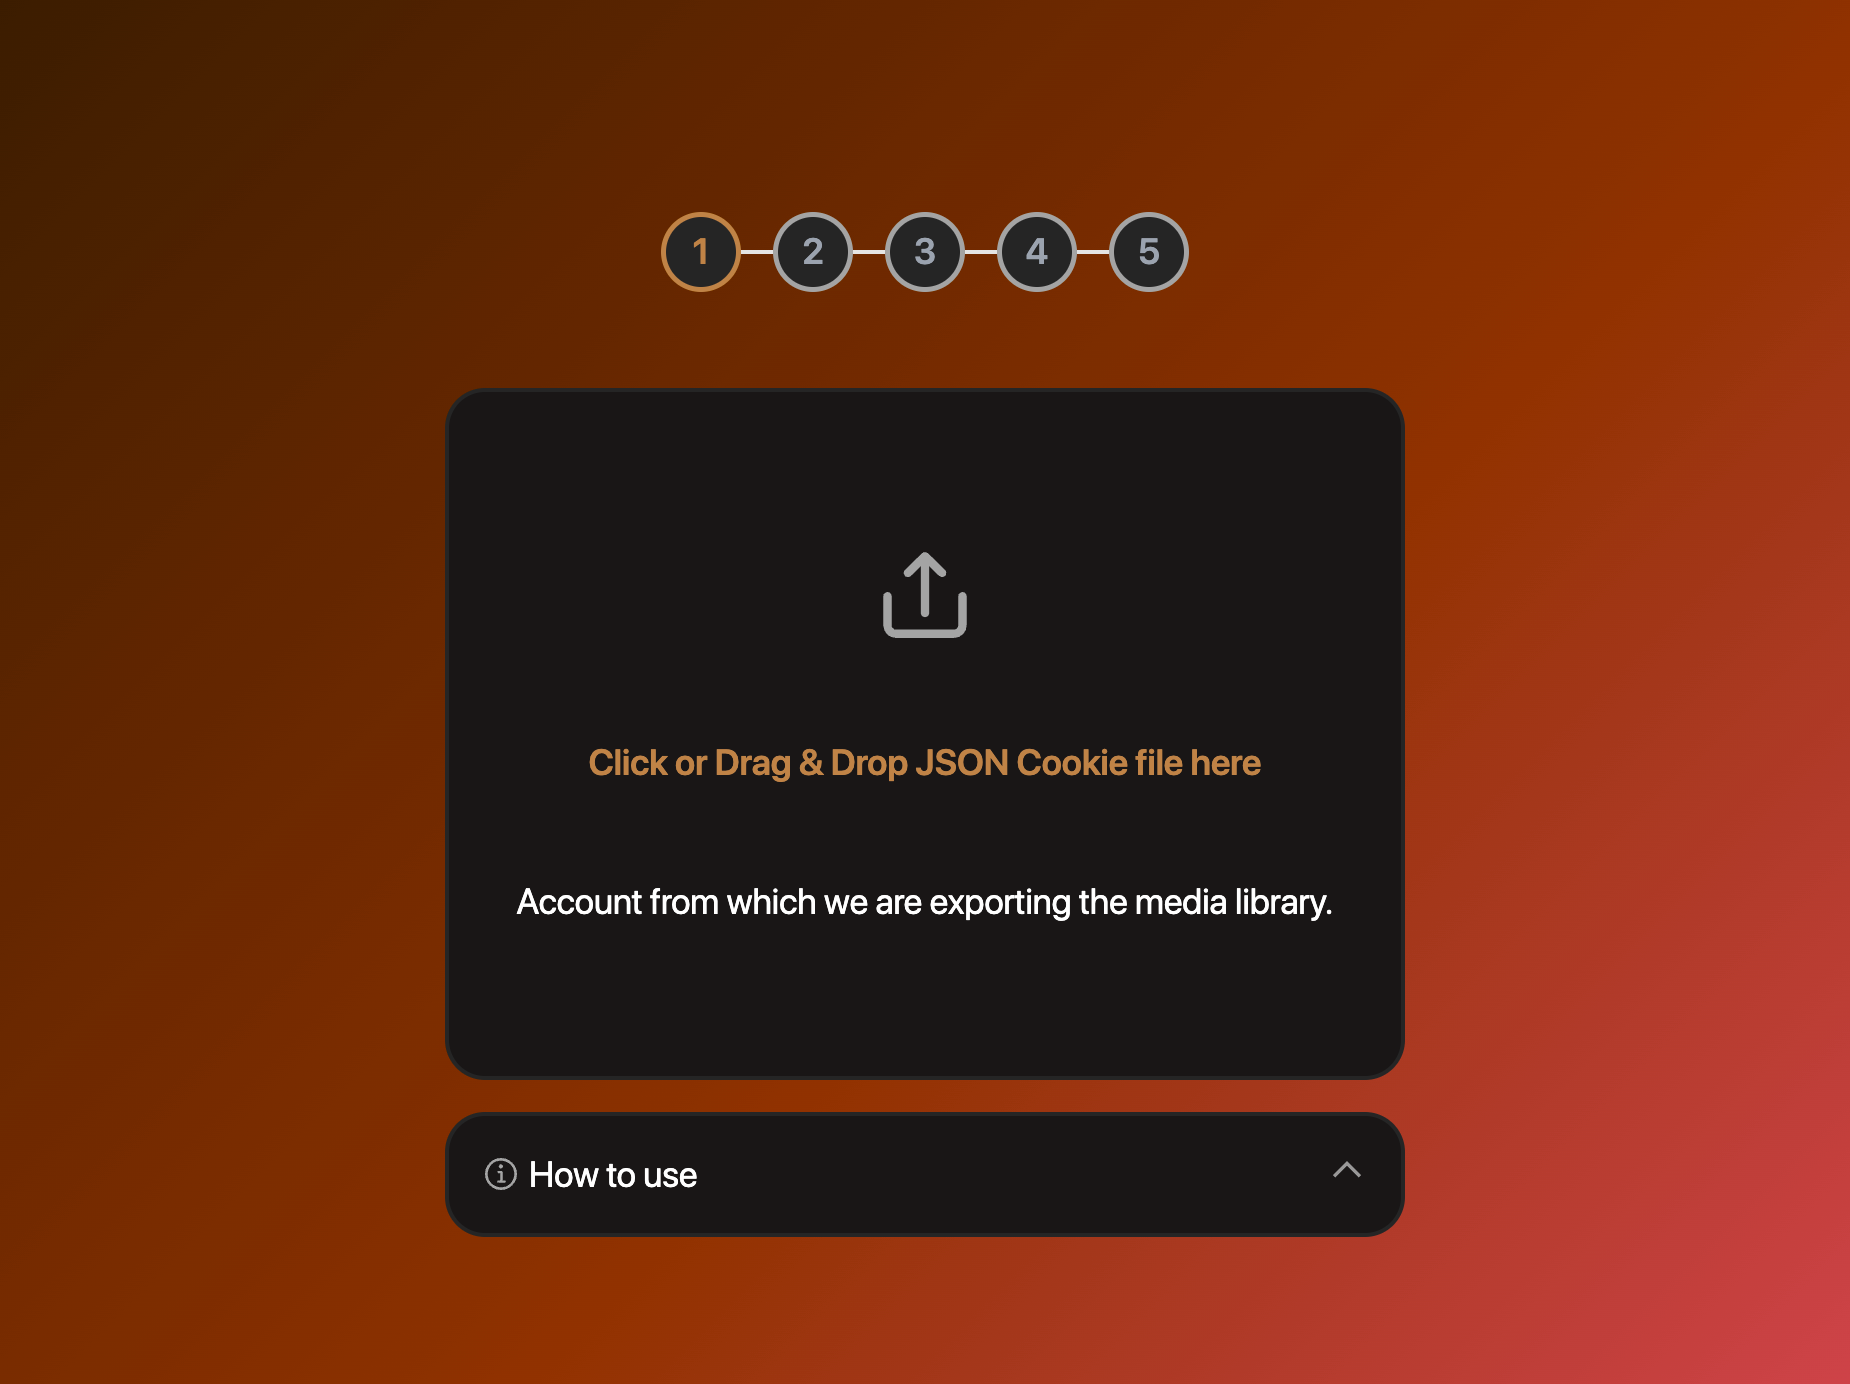 1 2 3 4 5
Click or Drag & Drop JSON Cookie file here
Account from which we are exporting the media library.
How to use